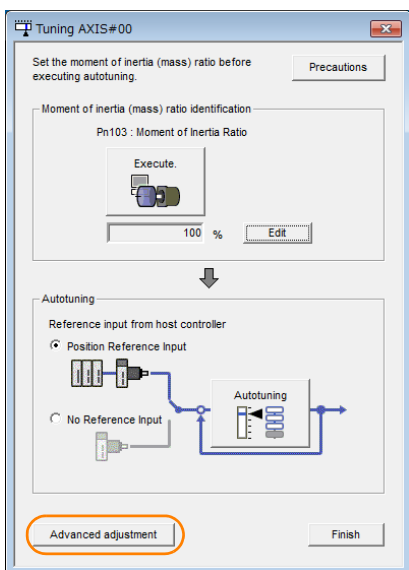 Tuning AXIS#00
Set the moment of inertia (mass) ratio before
executing autotuning.
Precautions
Moment of inertia (mass) ratio identification
Pn103 : Moment of Inertia Ratio
Execute.
100 %
Edit
Autotuning
Reference input from host controller
Position Reference Input
Autotuning
No Reference Input
Advanced adjustment
Finish